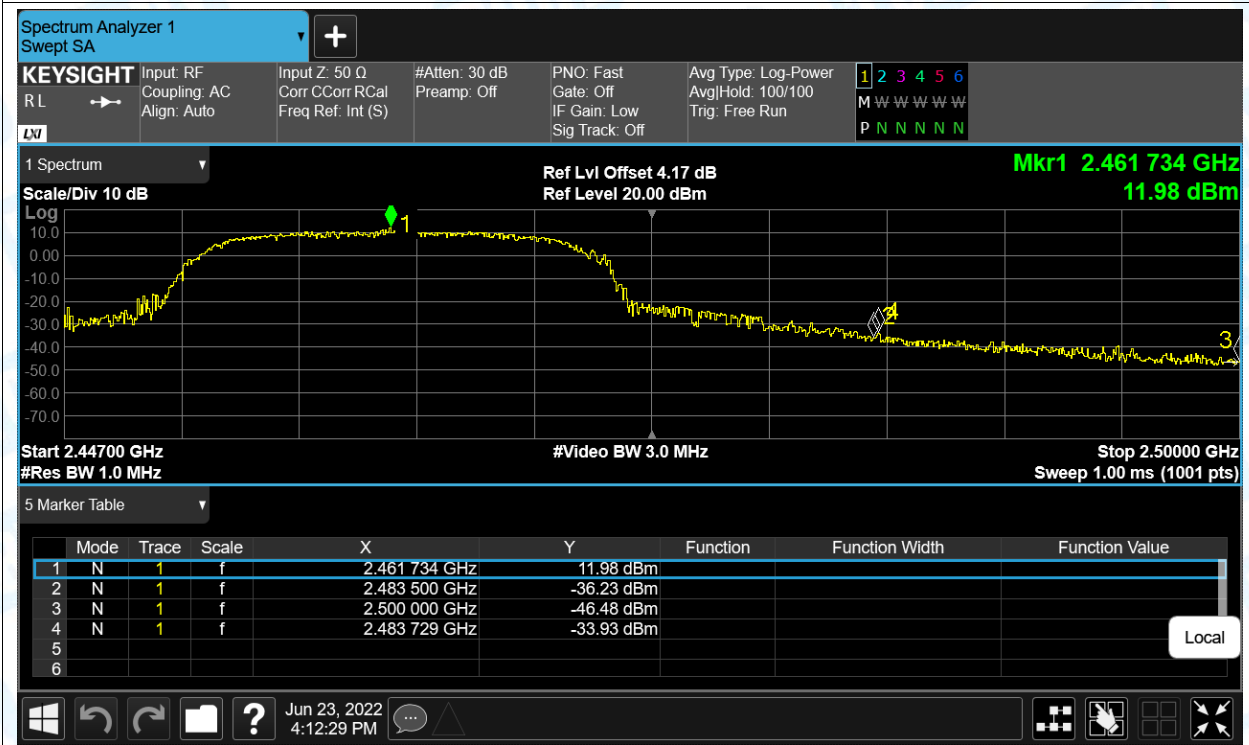 Spectrum Analyzer 1
Swept SA
▼
+
KEYSIGHT
R L
LXI
Input: RF
Coupling: AC
Align: Auto
Input Z: 50 Ω
Corr CCorr RCal
Freq Ref: Int (S)
#Atten: 30 dB
Preamp: Off
PNO: Fast
Gate: Off
IF Gain: Low
Sig Track: Off
Avg Type: Log-Power
Avg|Hold: 100/100
Trig: Free Run
1 2 3 4 5 6
M W W W W W
P N N N N N
1 Spectrum ▼
Scale/Div 10 dB
Ref Lvl Offset 4.17 dB
Ref Level 20.00 dBm
Mkr1 2.461 734 GHz
11.98 dBm
Log
10.0
0.00
-10.0
-20.0
-30.0
-40.0
-50.0
-60.0
-70.0
1
3
Start 2.44700 GHz
#Res BW 1.0 MHz
#Video BW 3.0 MHz
Stop 2.50000 GHz
Sweep 1.00 ms (1001 pts)
5 Marker Table ▼
Mode Trace Scale X Y Function Function Width Function Value
1 N 1 f 2.461 734 GHz 11.98 dBm
2 N 1 f 2.483 500 GHz -36.23 dBm
3 N 1 f 2.500 000 GHz -46.48 dBm
4 N 1 f 2.483 729 GHz -33.93 dBm
5
6
Local
?
Jun 23, 2022
4:12:29 PM